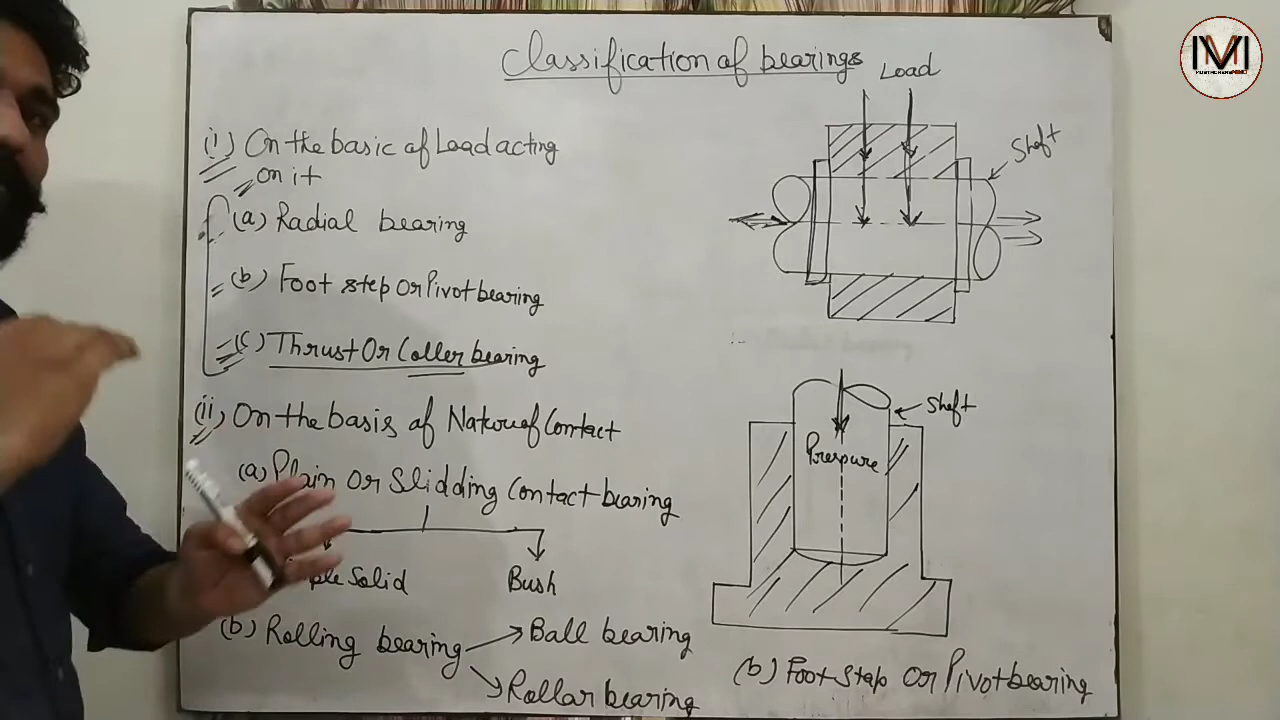 Classification of bearings
(i) On the basic of Load acting
on it
(a) Radial bearing
(b) Foot step Or Pivot bearing
(c) Thrust Or Coller bearing
(ii) On the basis of Nature of Contact
(a) Plain Or Slidding Contact bearing
Solid
Bush
(b) Rolling bearing
Ball bearing
Rollar bearing
Load
Shaft
Shaft
Prespure
(b) Foot Step Or Pivot bearing